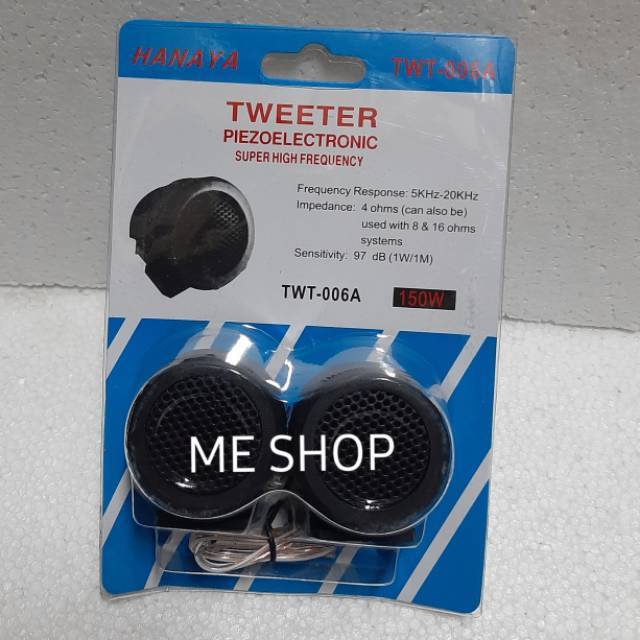 HANAYA
TWT-006A
TWEETER
PIEZOELECTRONIC
SUPER HIGH FREQUENCY
Frequency Response: 5KHz-20KHz
Impedance: 4 ohms (can also be)
used with 8 & 16 ohms
systems
Sensitivity: 97 dB (1W/1M)
TWT-006A
150W
ME SHOP